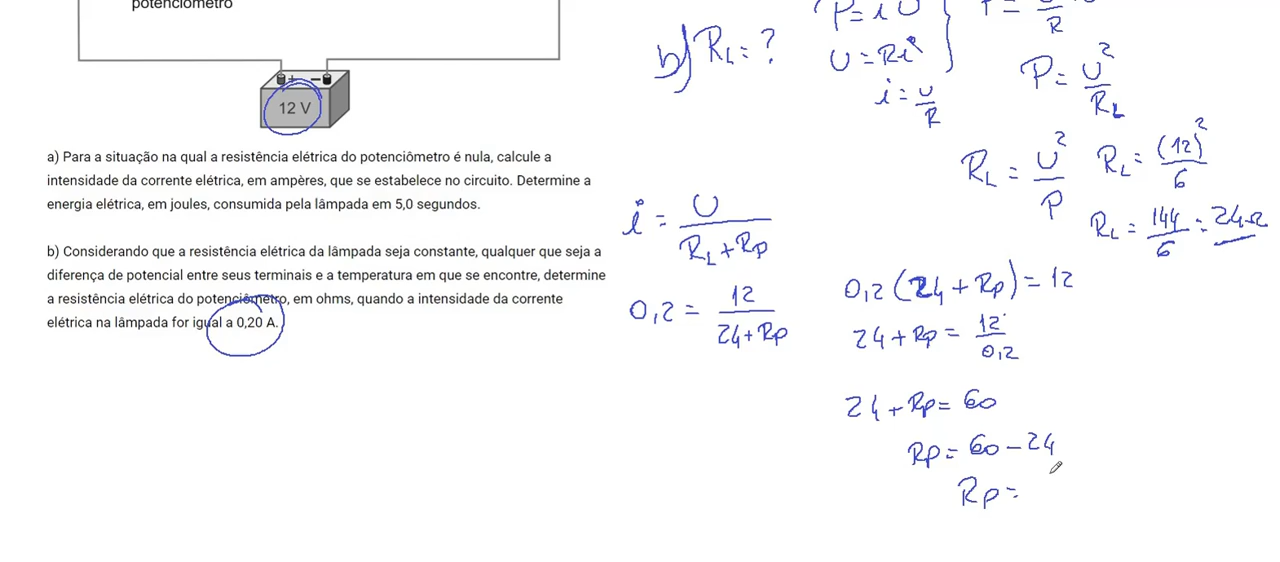 potenciômetro
+ −
12 V
a) Para a situação na qual a resistência elétrica do potenciômetro é nula, calcule a
intensidade da corrente elétrica, em ampères, que se estabelece no circuito. Determine a
energia elétrica, em joules, consumida pela lâmpada em 5,0 segundos.
b) Considerando que a resistência elétrica da lâmpada seja constante, qualquer que seja a
diferença de potencial entre seus terminais e a temperatura em que se encontre, determine
a resistência elétrica do potenciômetro, em ohms, quando a intensidade da corrente
elétrica na lâmpada for igual a 0,20 A.
b) RL = ?
P = i U
U = Ri
i = U/R
P = U²/RL
RL = U²/P
RL = (12)²/6
RL = 144/6 = 24Ω
i = U/(RL + Rp)
0,2 = 12/(24 + Rp)
0,2 (24 + Rp) = 12
24 + Rp = 12/0,2
24 + Rp = 60
Rp = 60 − 24
Rp =